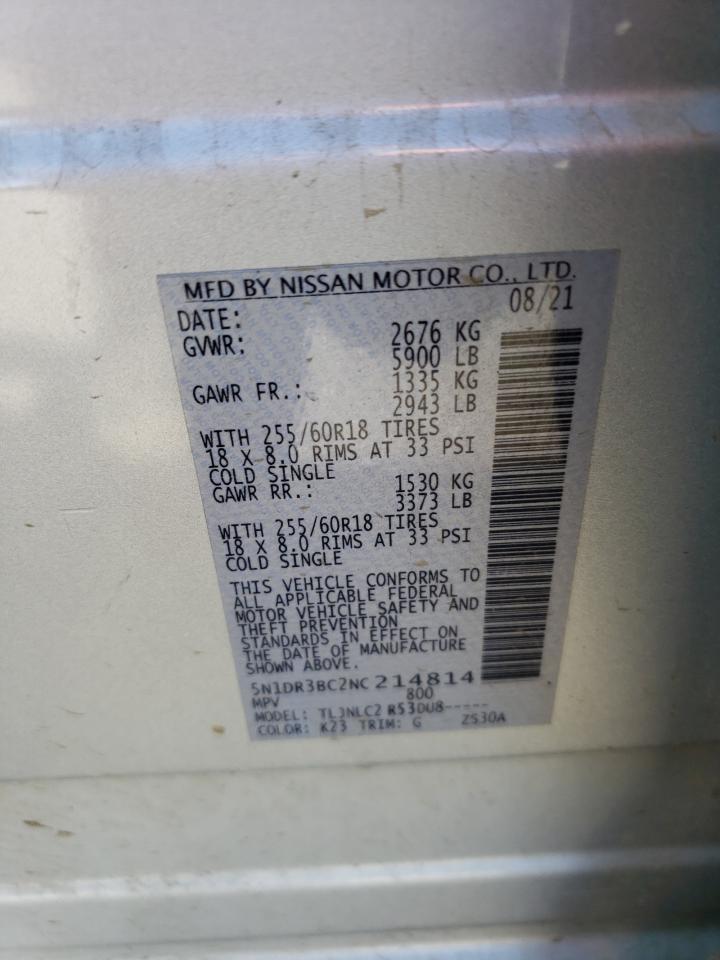 MFD BY NISSAN MOTOR CO., LTD.
DATE: 08/21
GVWR: 2676 KG
5900 LB
GAWR FR.: 1335 KG
2943 LB
WITH 255/60R18 TIRES
18 X 8.0 RIMS AT 33 PSI
COLD SINGLE
GAWR RR.: 1530 KG
3373 LB
WITH 255/60R18 TIRES
18 X 8.0 RIMS AT 33 PSI
COLD SINGLE
THIS VEHICLE CONFORMS TO
ALL APPLICABLE FEDERAL
MOTOR VEHICLE SAFETY AND
THEFT PREVENTION
STANDARDS IN EFFECT ON
THE DATE OF MANUFACTURE
SHOWN ABOVE.
5N1DR3BC2NC214814
MPV 800
MODEL: TLJNLC2 R53DU8-----
COLOR: K23 TRIM: G ZS30A